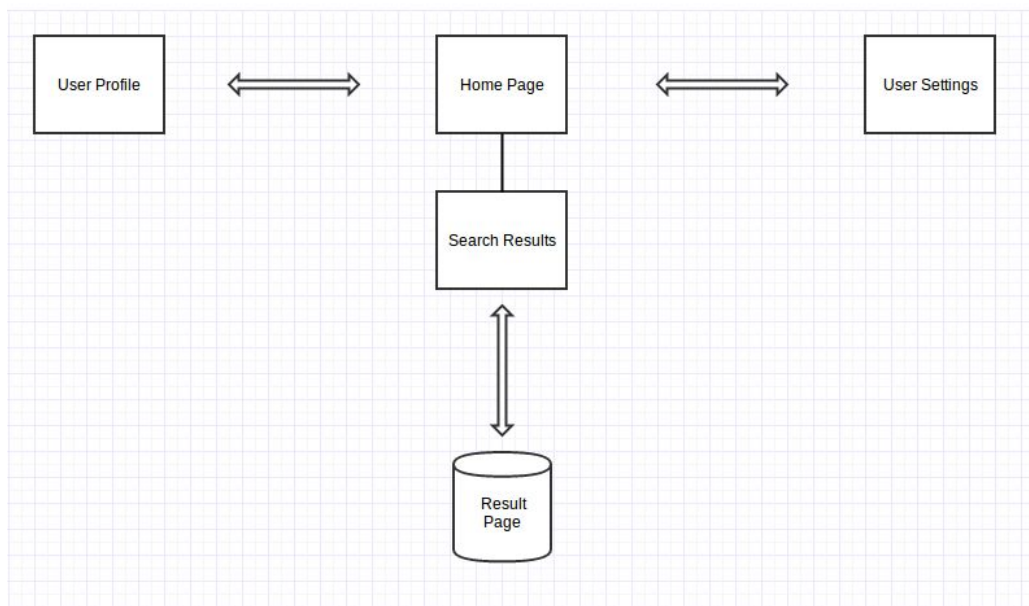 User Profile
Home Page
User Settings
Search Results
Result
Page